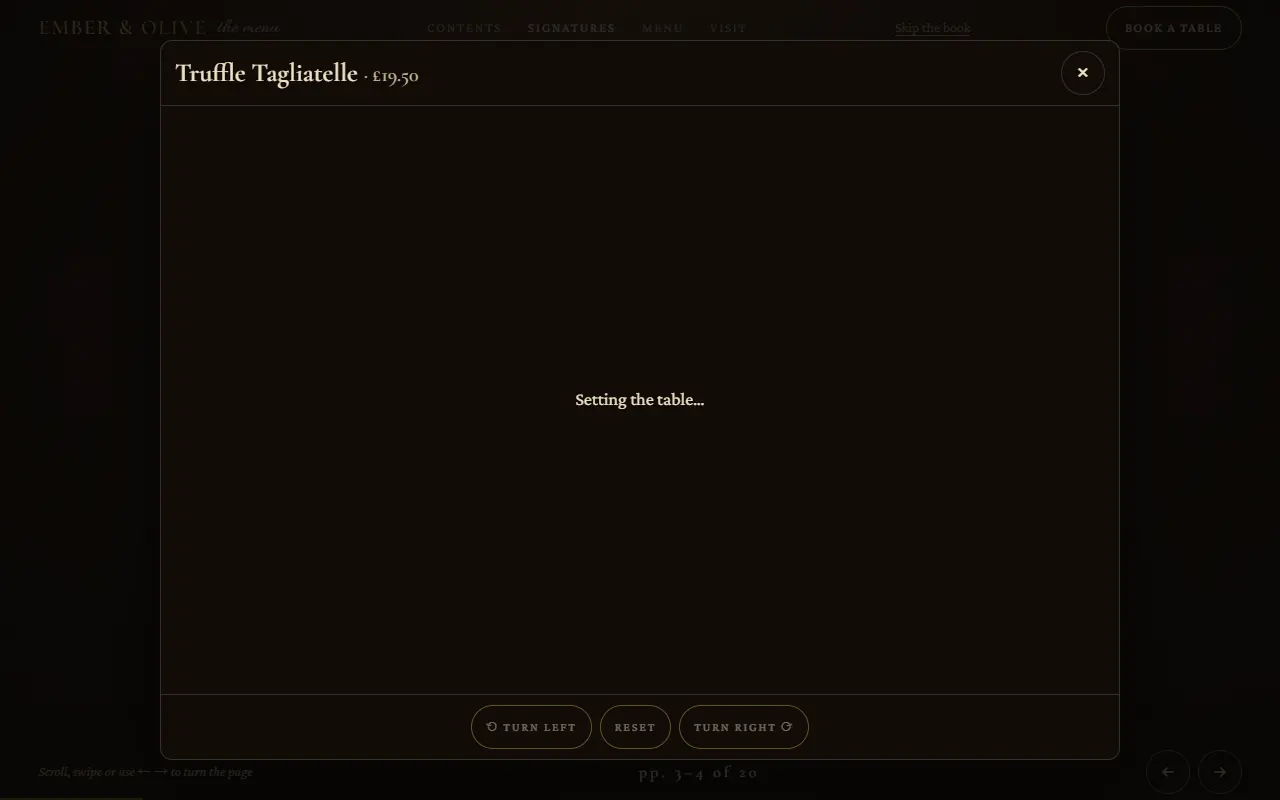 EMBER & OLIVE the menu
CONTENTS SIGNATURES MENU VISIT
Skip the book
BOOK A TABLE
Truffle Tagliatelle · £19.50
×
Setting the table…
⟲ TURN LEFT
RESET
TURN RIGHT ⟳
Scroll, swipe or use ← → to turn the page
pp. 3–4 of 20
← →